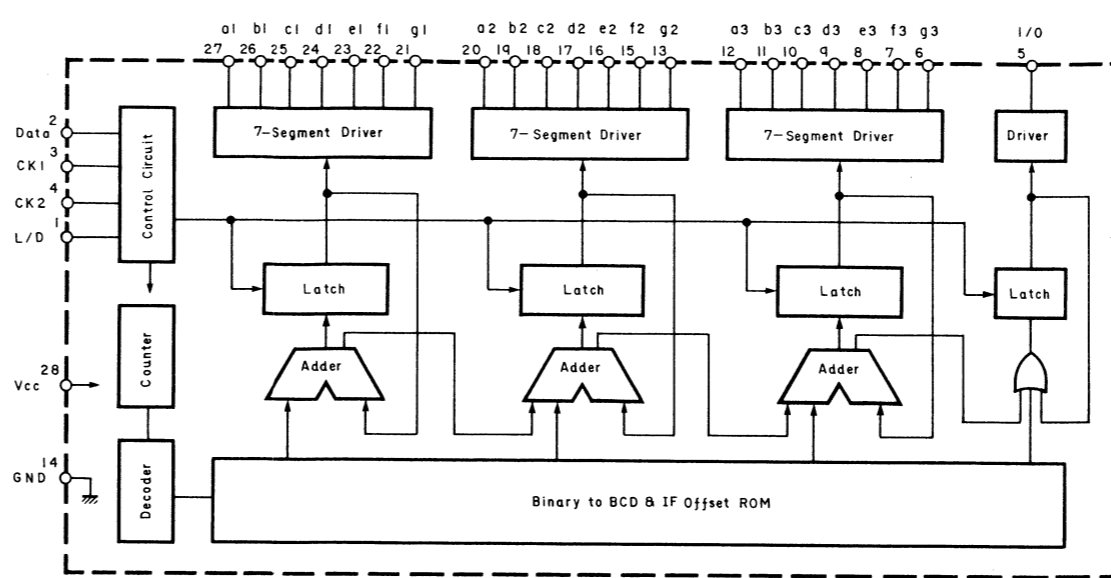 a1 b1 c1 d1 e1 f1 g1 a2 b2 c2 d2 e2 f2 g2 a3 b3 c3 d3 e3 f3 g3 I/O
27 26 25 24 23 22 21 20 19 18 17 16 15 13 12 11 10 9 8 7 6 5
7-Segment Driver 7-Segment Driver 7-Segment Driver Driver
Data 2
CK1 3
CK2 4
L/D 1
Control Circuit
Latch Latch Latch Latch
Counter
Adder Adder Adder
Vcc 28
GND 14
Decoder
Binary to BCD & IF Offset ROM